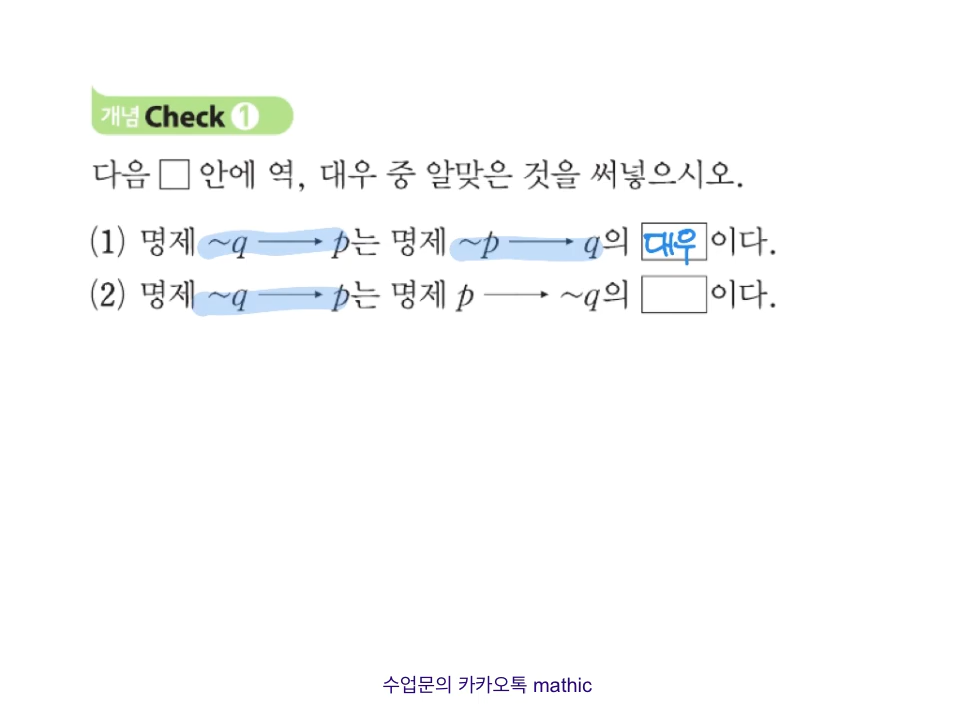 개념 Check 1
다음 □ 안에 역, 대우 중 알맞은 것을 써넣으시오.
(1) 명제 ~q ⟶ p는 명제 ~p ⟶ q의 대우 이다.
(2) 명제 ~q ⟶ p는 명제 p ⟶ ~q의 □ 이다.
수업문의 카카오톡 mathic